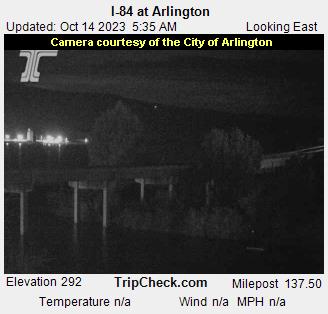 I-84 at Arlington
Updated: Oct 14 2023 5:35 AM Looking East
Camera courtesy of the City of Arlington
Elevation 292 TripCheck.com Milepost 137.50
Temperature n/a Wind n/a MPH n/a